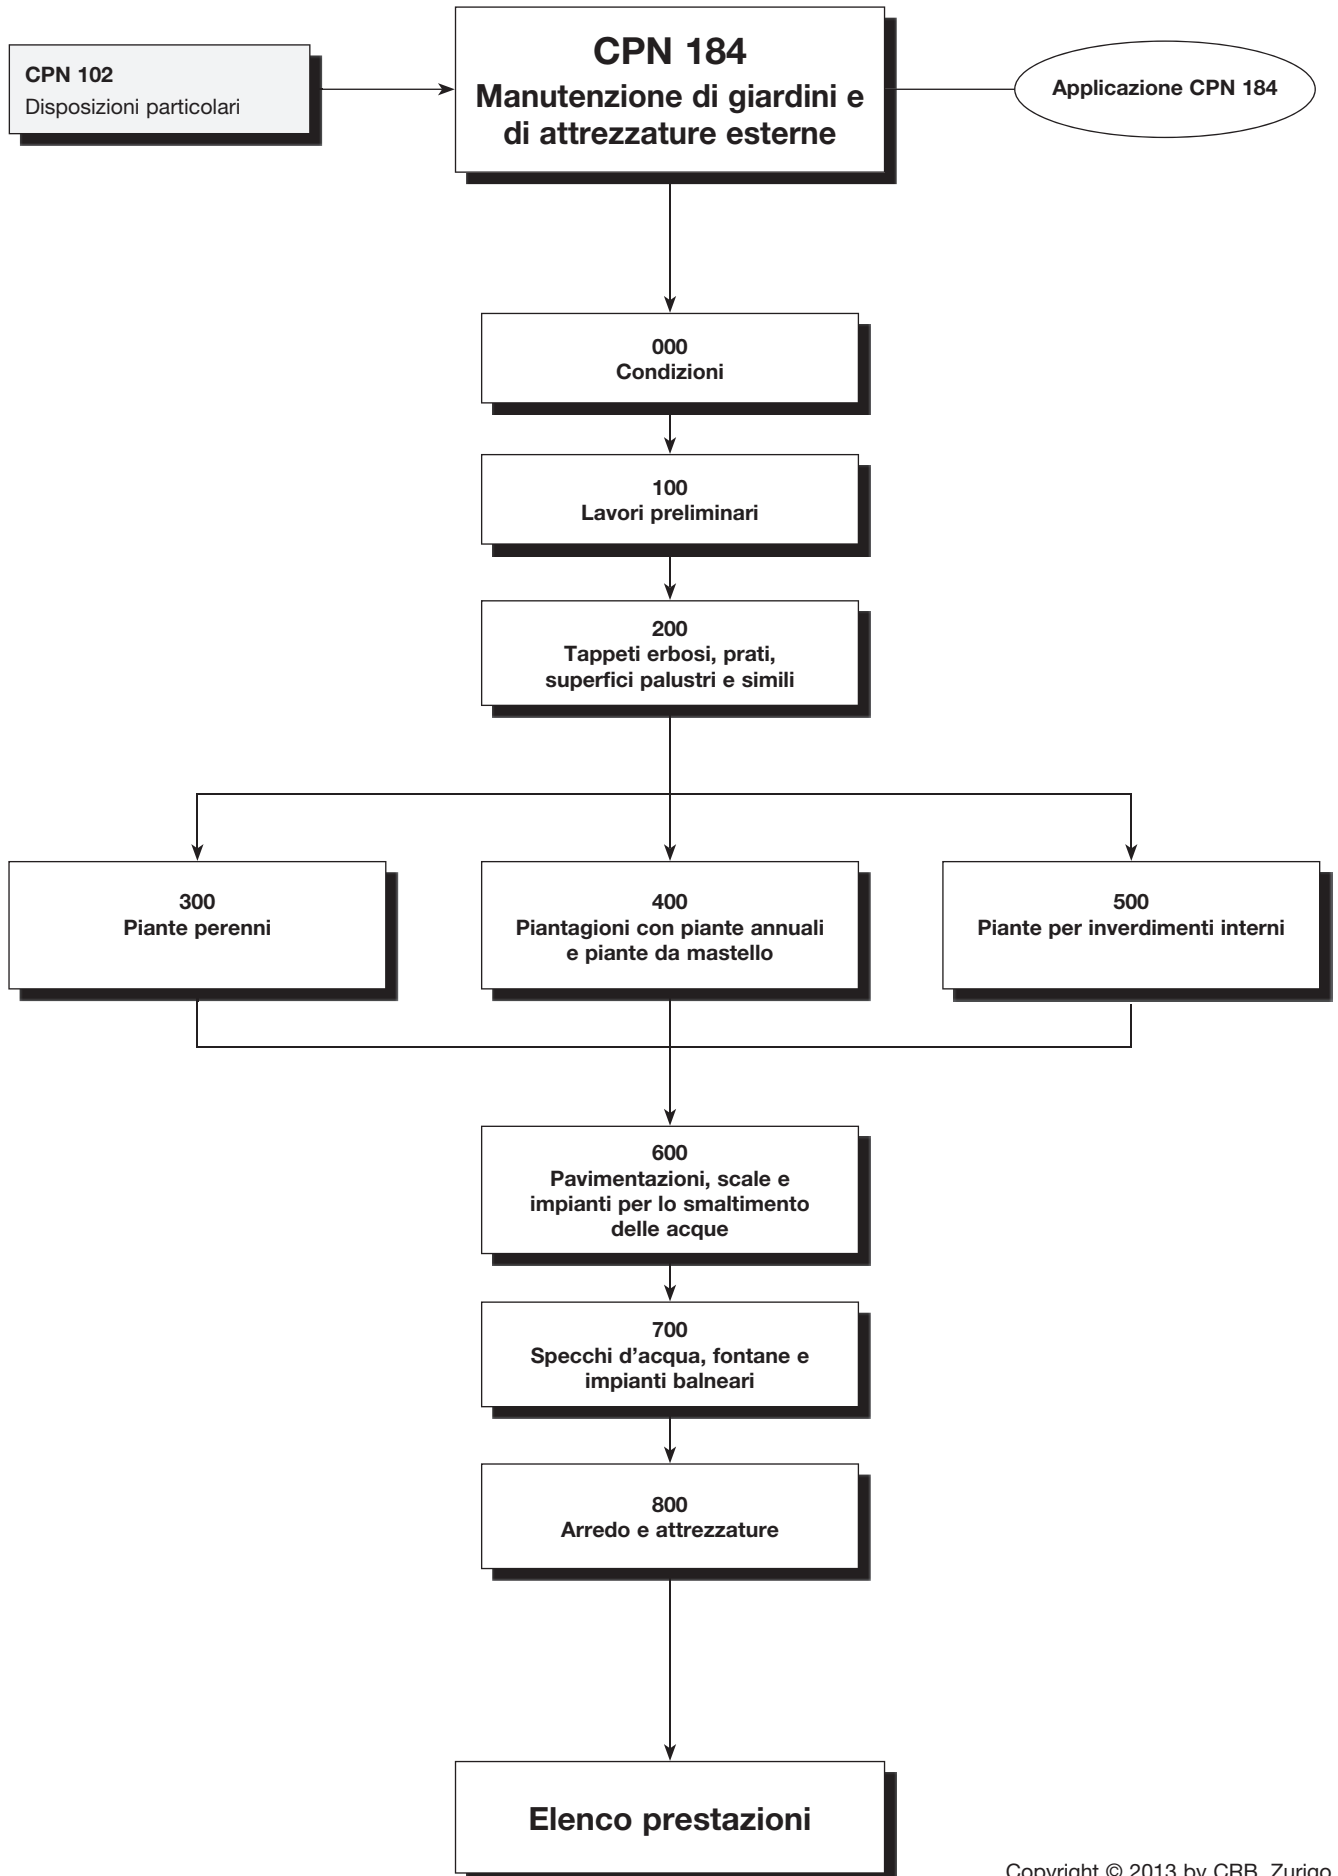 CPN 102
Disposizioni particolari
CPN 184
Manutenzione di giardini e
di attrezzature esterne
Applicazione CPN 184
000
Condizioni
100
Lavori preliminari
200
Tappeti erbosi, prati,
superfici palustri e simili
300
Piante perenni
400
Piantagioni con piante annuali
e piante da mastello
500
Piante per inverdimenti interni
600
Pavimentazioni, scale e
impianti per lo smaltimento
delle acque
700
Specchi d’acqua, fontane e
impianti balneari
800
Arredo e attrezzature
Elenco prestazioni
Copyright © 2013 by CRB, Zurigo